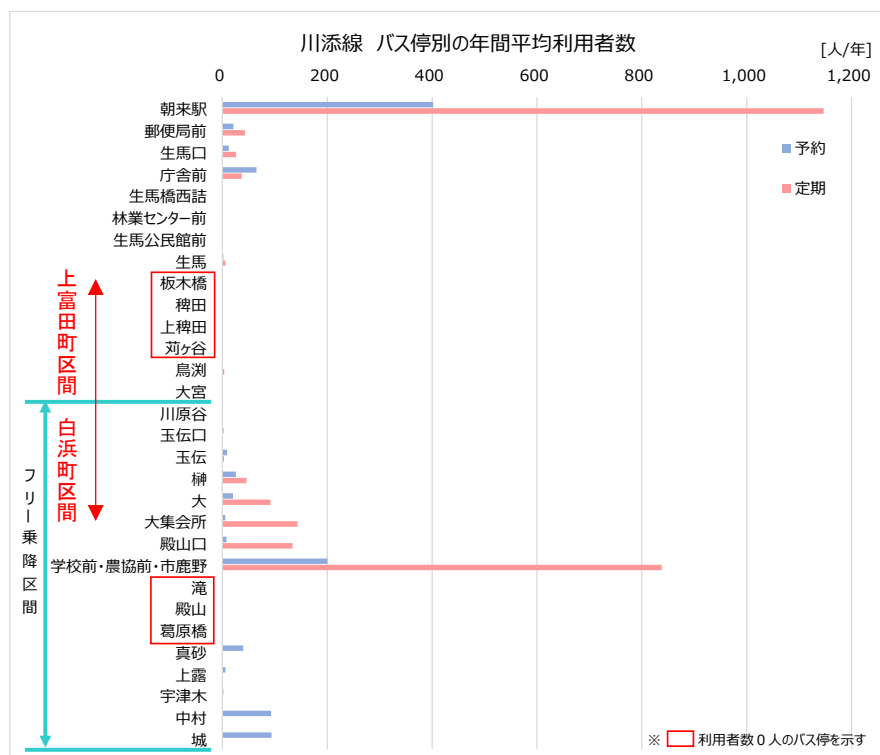 川添線 バス停別の年間平均利用者数
[人/年]
0 200 400 600 800 1,000 1,200
朝来駅
郵便局前
生馬口
庁舎前
生馬橋西詰
林業センター前
生馬公民館前
生馬
板木橋
稗田
上稗田
苅ヶ谷
鳥渕
大宮
川原谷
玉伝口
玉伝
榊
大
大集会所
殿山口
学校前・農協前・市鹿野
滝
殿山
葛原橋
真砂
上露
宇津木
中村
城
予約
定期
上富田町区間
白浜町区間
フリー乗降区間
※ 利用者数0人のバス停を示す